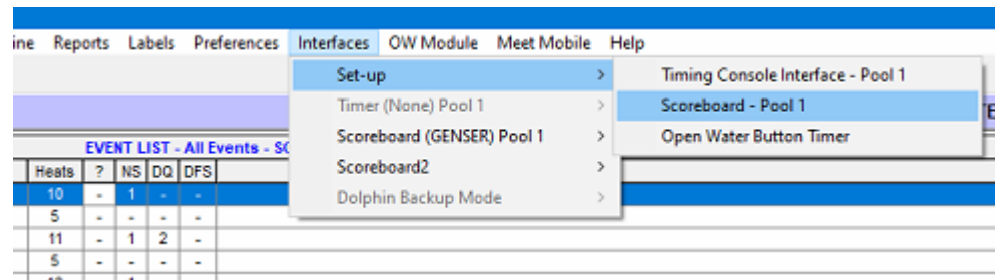 ine Reports Labels Preferences Interfaces OW Module Meet Mobile Help
Set-up > Timing Console Interface - Pool 1
Timer (None) Pool 1 > Scoreboard - Pool 1
Scoreboard (GENSER) Pool 1 > Open Water Button Timer
Scoreboard2 >
Dolphin Backup Mode >
EVENT LIST - All Events - SC
Heats ? NS DQ DFS
10 - 1 - -
5 - - - -
11 - 1 2 -
5 - - - -